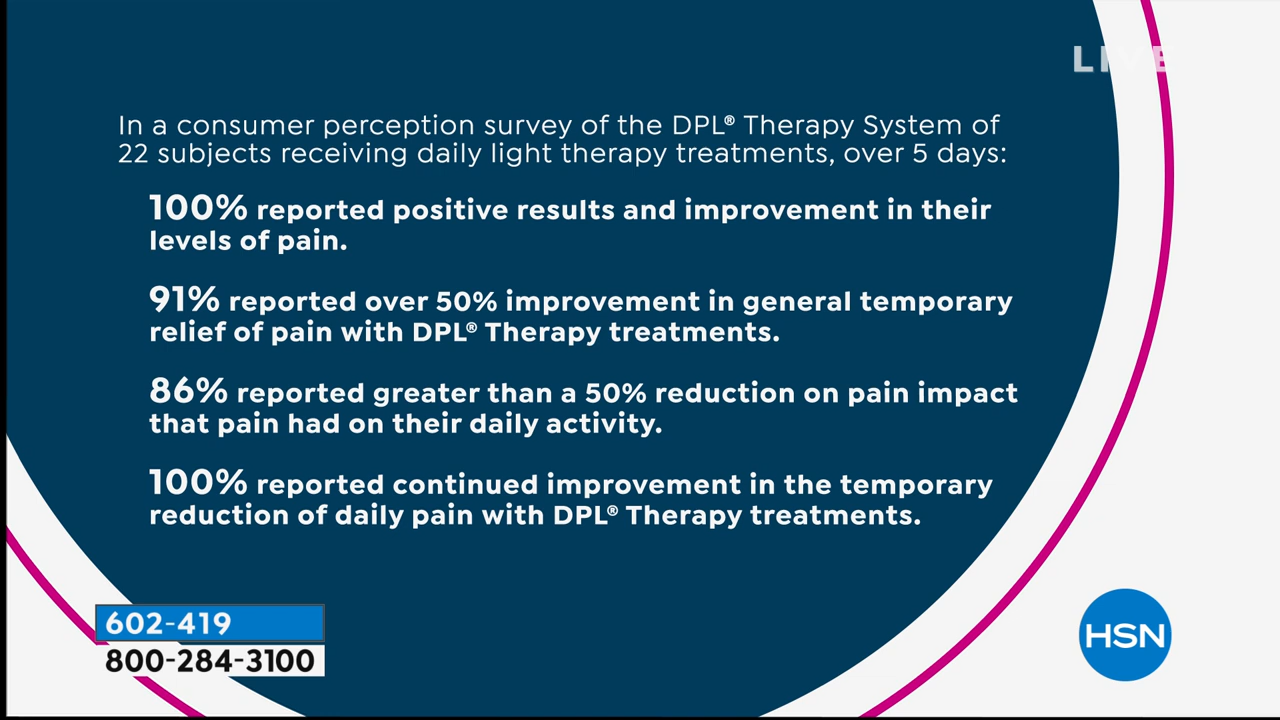 LIVE
In a consumer perception survey of the DPL® Therapy System of
22 subjects receiving daily light therapy treatments, over 5 days:
100% reported positive results and improvement in their
levels of pain.
91% reported over 50% improvement in general temporary
relief of pain with DPL® Therapy treatments.
86% reported greater than a 50% reduction on pain impact
that pain had on their daily activity.
100% reported continued improvement in the temporary
reduction of daily pain with DPL® Therapy treatments.
602-419
800-284-3100
HSN